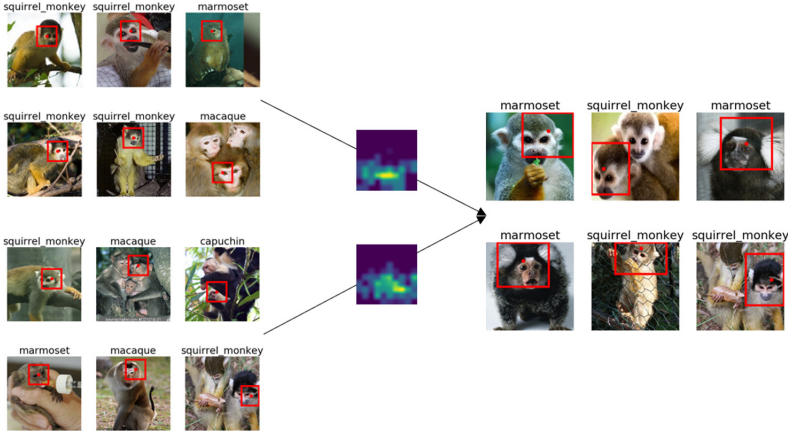 squirrel_monkey squirrel_monkey marmoset
squirrel_monkey squirrel_monkey macaque
squirrel_monkey macaque capuchin
marmoset macaque squirrel_monkey
marmoset squirrel_monkey marmoset
marmoset squirrel_monkey squirrel_monkey